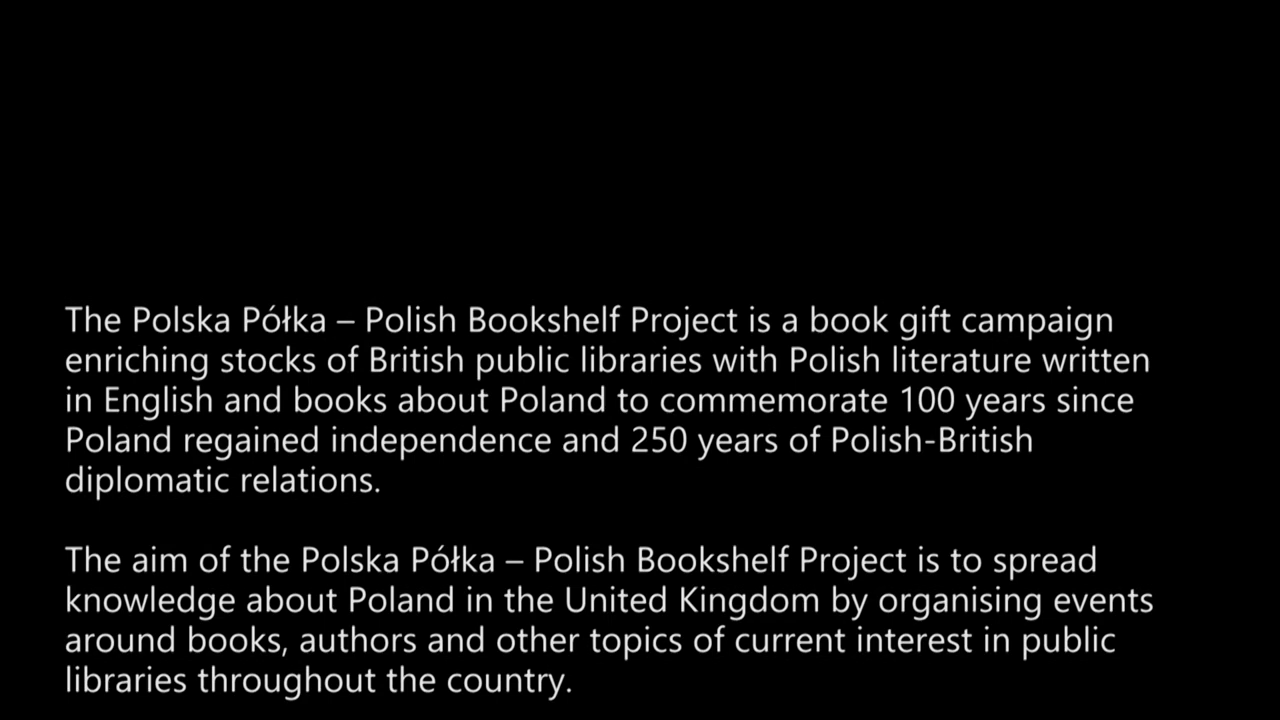 The Polska Półka – Polish Bookshelf Project is a book gift campaign
enriching stocks of British public libraries with Polish literature written
in English and books about Poland to commemorate 100 years since
Poland regained independence and 250 years of Polish-British
diplomatic relations.
The aim of the Polska Półka – Polish Bookshelf Project is to spread
knowledge about Poland in the United Kingdom by organising events
around books, authors and other topics of current interest in public
libraries throughout the country.